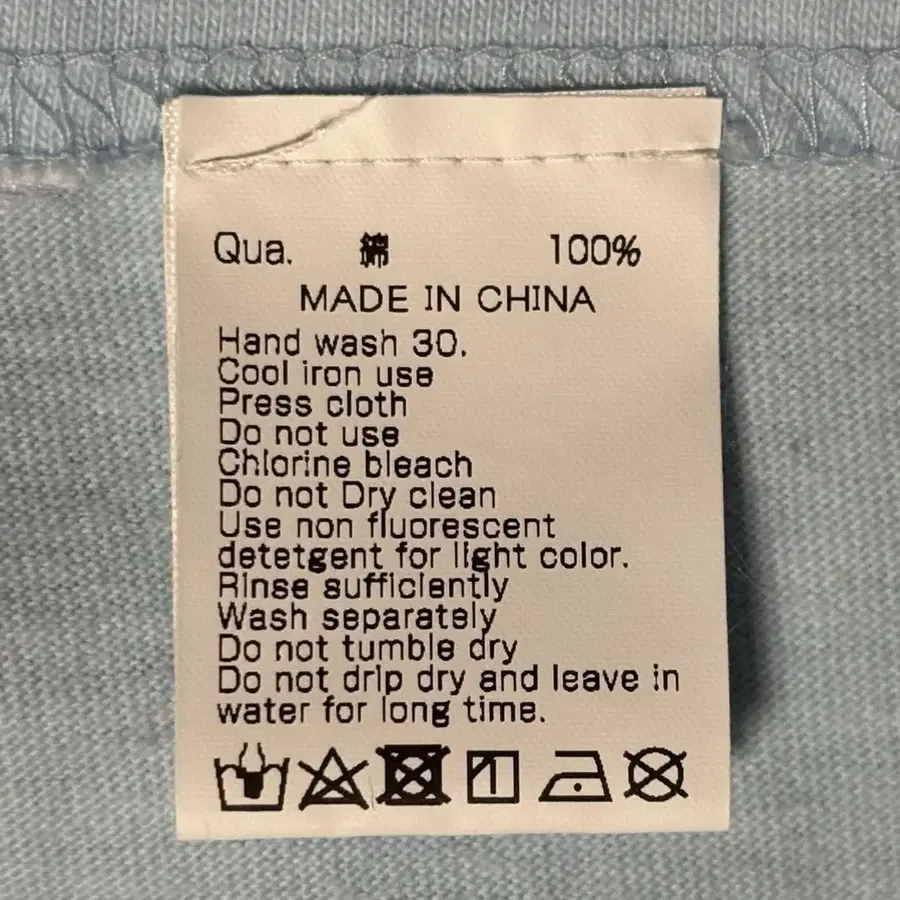 Qua. 綿 100%
MADE IN CHINA
Hand wash 30.
Cool iron use
Press cloth
Do not use
Chlorine bleach
Do not Dry clean
Use non fluorescent
detetgent for light color.
Rinse sufficiently
Wash separately
Do not tumble dry
Do not drip dry and leave in
water for long time.